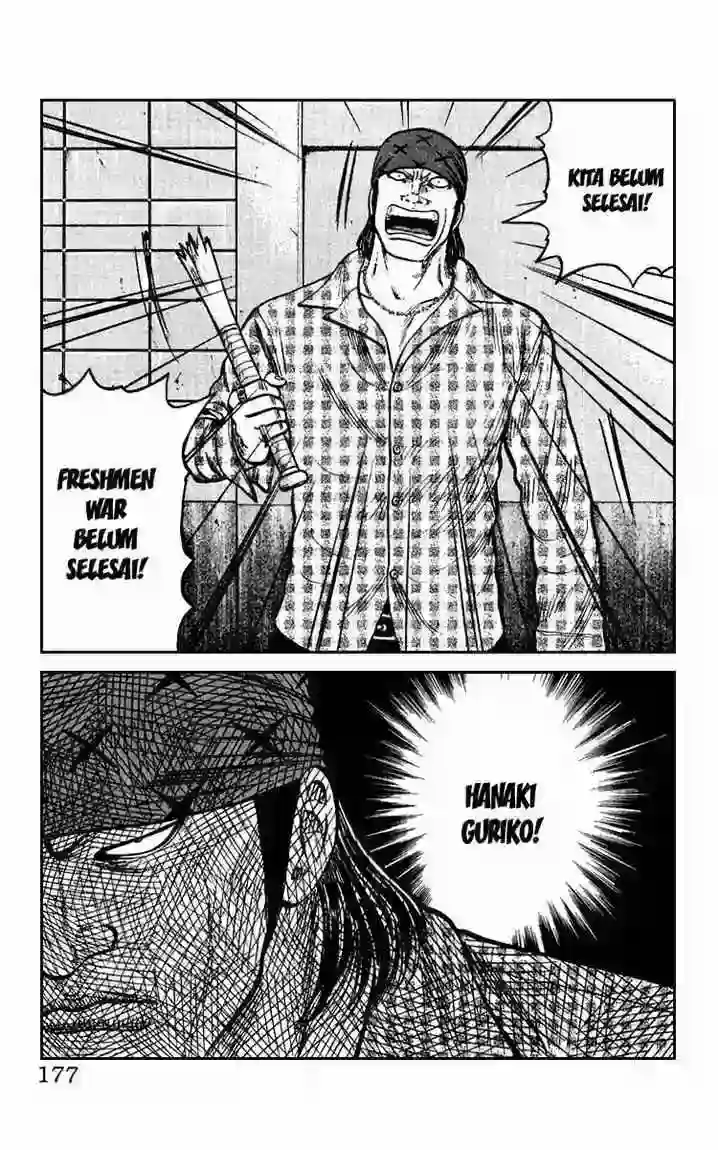 KITA BELUM
SELESAI!
FRESHMEN
WAR
BELUM
SELESAI!
HANAKI
GURIKO!
177